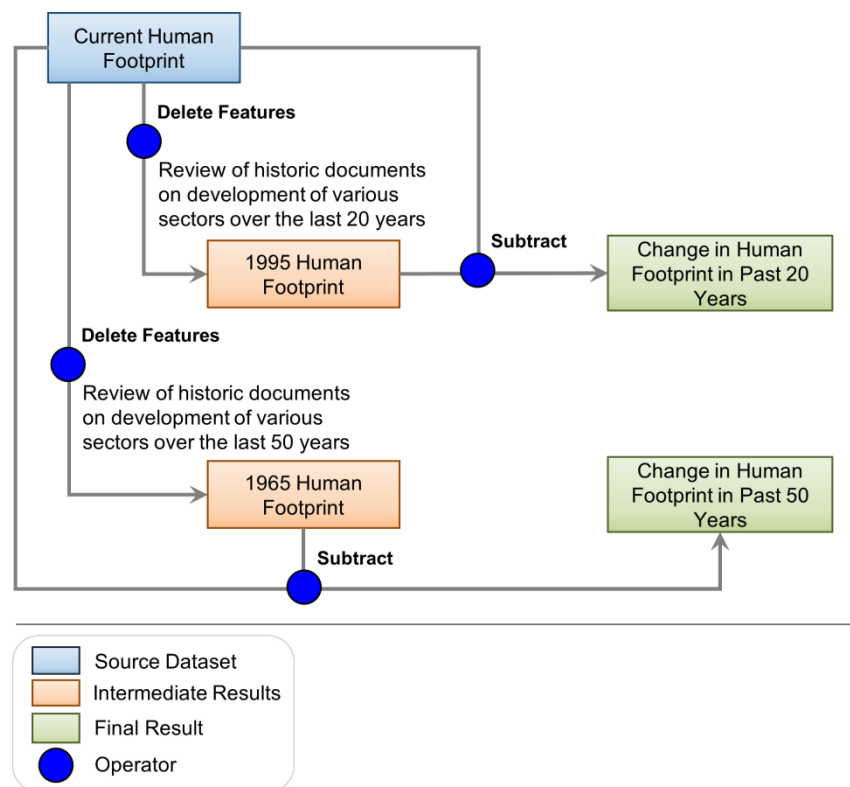 Current Human
Footprint
Delete Features
Review of historic documents
on development of various
sectors over the last 20 years
Subtract
1995 Human
Footprint
Change in Human
Footprint in Past 20
Years
Delete Features
Review of historic documents
on development of various
sectors over the last 50 years
1965 Human
Footprint
Change in Human
Footprint in Past 50
Years
Subtract
Source Dataset
Intermediate Results
Final Result
Operator